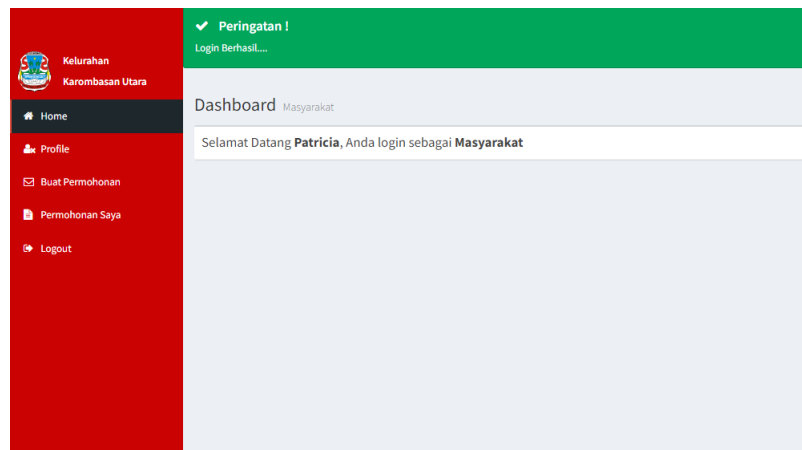 Kelurahan
Karombasan Utara
Home
Profile
Buat Permohonan
Permohonan Saya
Logout
Peringatan !
Login Berhasil....
Dashboard Masyarakat
Selamat Datang Patricia, Anda login sebagai Masyarakat